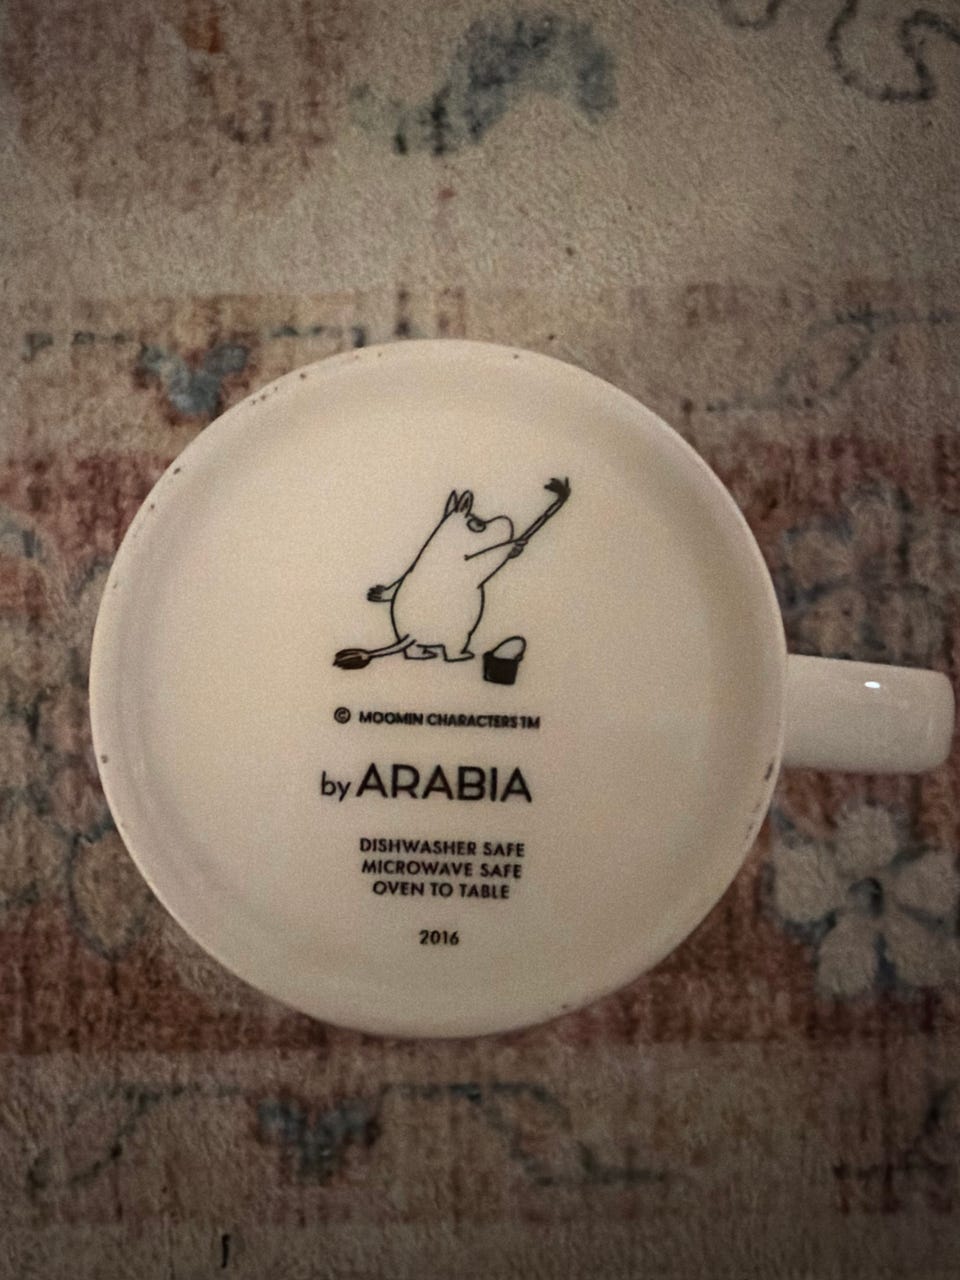 © MOOMIN CHARACTERS TM
by ARABIA
DISHWASHER SAFE
MICROWAVE SAFE
OVEN TO TABLE
2016